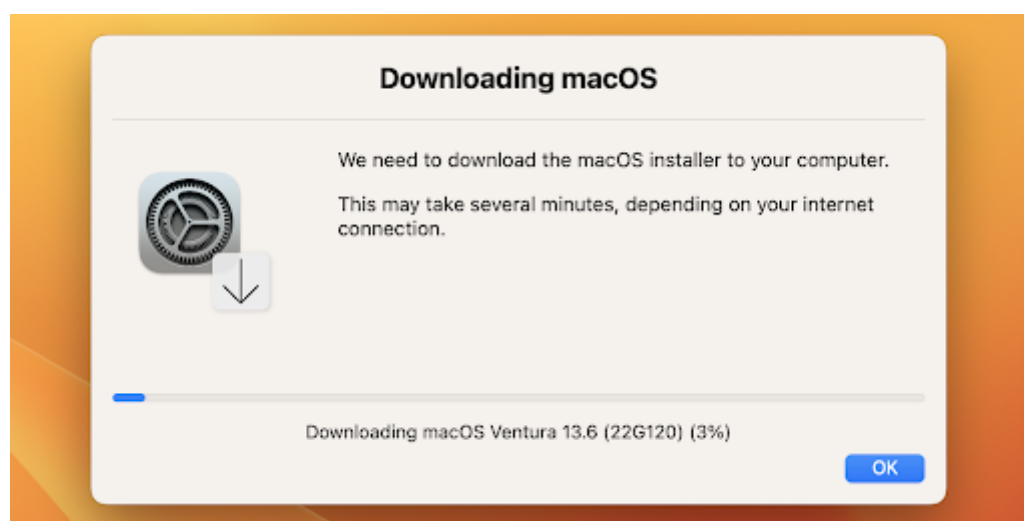 Downloading macOS
We need to download the macOS installer to your computer.
This may take several minutes, depending on your internet
connection.
Downloading macOS Ventura 13.6 (22G120) (3%)
OK